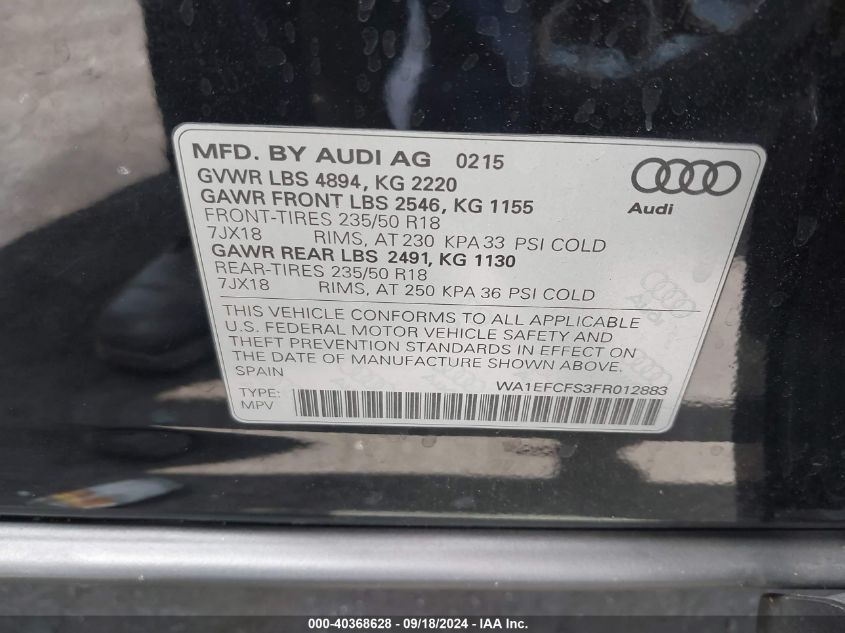 MFD. BY AUDI AG 0215
GVWR LBS 4894, KG 2220
GAWR FRONT LBS 2546, KG 1155
FRONT-TIRES 235/50 R18
7JX18 RIMS, AT 230 KPA 33 PSI COLD
GAWR REAR LBS 2491, KG 1130
REAR-TIRES 235/50 R18
7JX18 RIMS, AT 250 KPA 36 PSI COLD
Audi
THIS VEHICLE CONFORMS TO ALL APPLICABLE
U.S. FEDERAL MOTOR VEHICLE SAFETY AND
THEFT PREVENTION STANDARDS IN EFFECT ON
THE DATE OF MANUFACTURE SHOWN ABOVE.
SPAIN
WA1EFCFS3FR012883
TYPE:
MPV
Audi
000-40368628 - 09/18/2024 - IAA Inc.